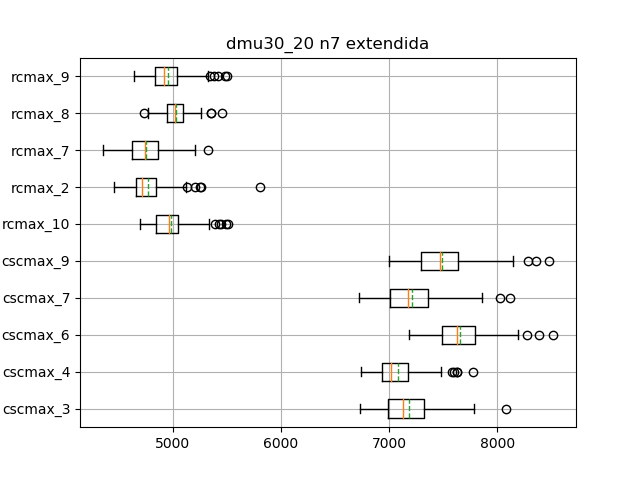 dmu30_20 n7 extendida
rcmax_9
rcmax_8
rcmax_7
rcmax_2
rcmax_10
cscmax_9
cscmax_7
cscmax_6
cscmax_4
cscmax_3
5000 6000 7000 8000